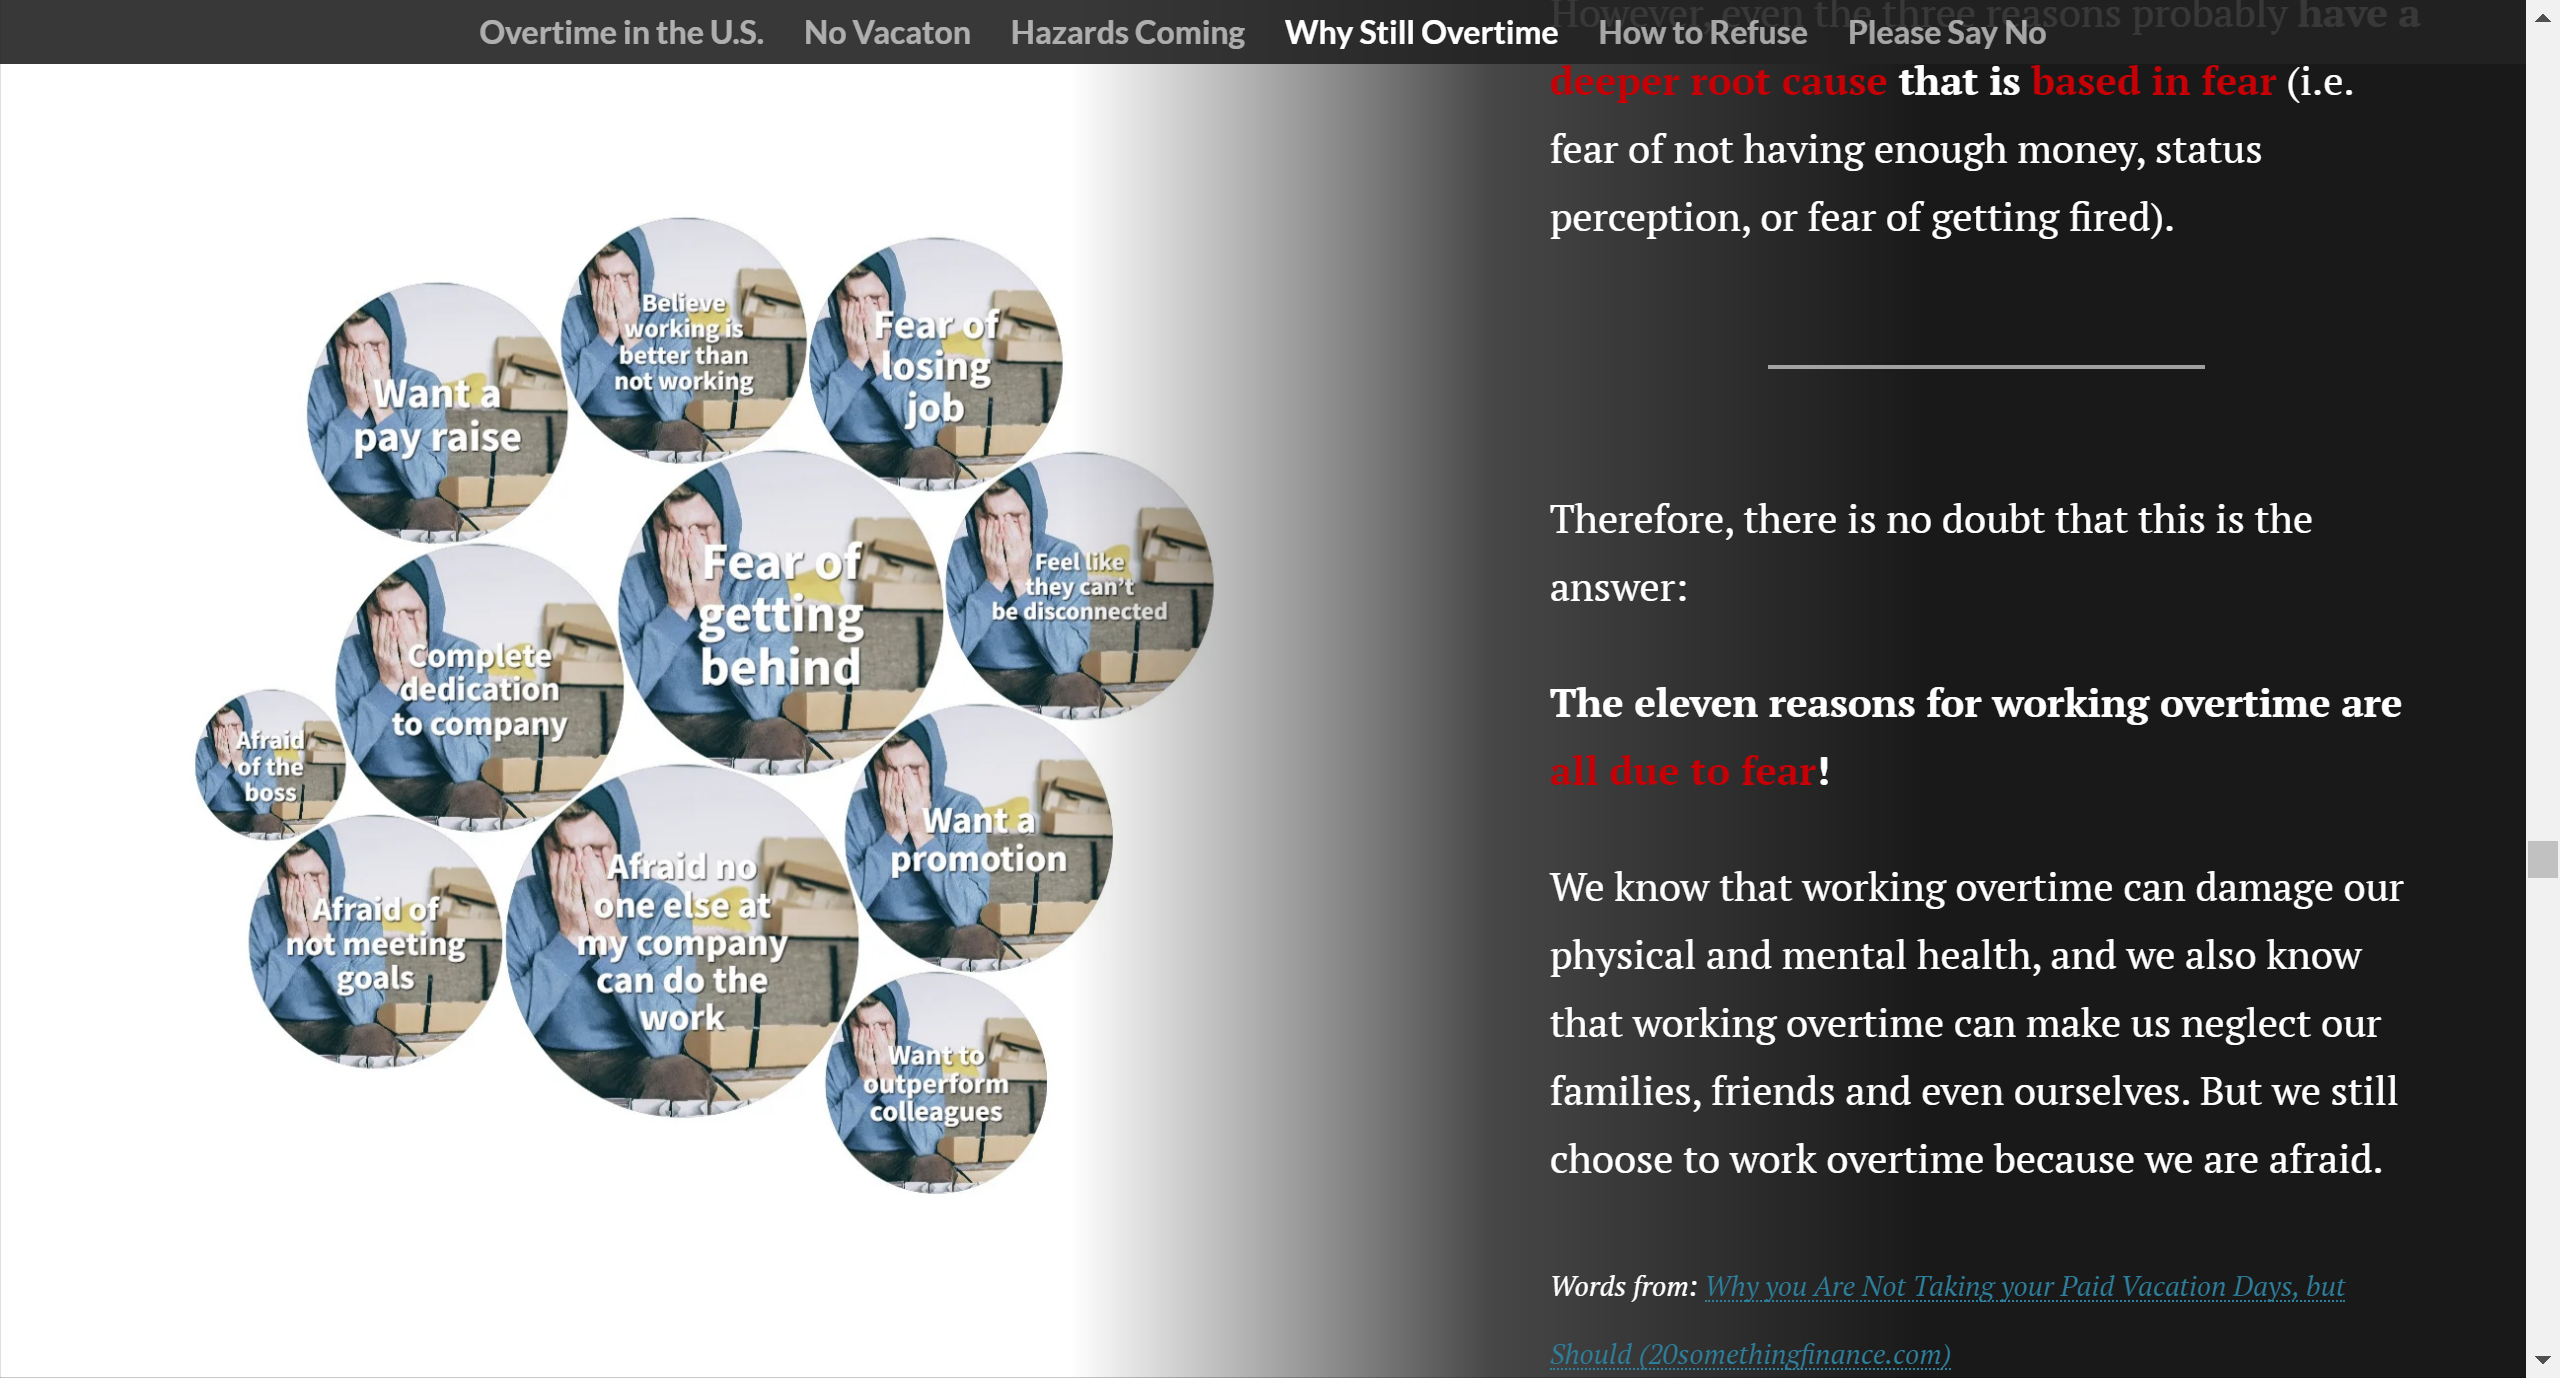 Overtime in the U.S. No Vacaton Hazards Coming Why Still Overtime How to Refuse Please Say No
Want a
pay raise
Believe
working is
better than
not working
Fear of
losing
job
Fear of
getting
behind
Feel like
they can't
be disconnected
Complete
dedication
to company
Afraid
of the
boss
Want a
promotion
Afraid of
not meeting
goals
Afraid no
one else at
my company
can do the
work
Want to
outperform
colleagues
However, even the three reasons probably have a
deeper root cause that is based in fear (i.e.
fear of not having enough money, status
perception, or fear of getting fired).
Therefore, there is no doubt that this is the
answer:
The eleven reasons for working overtime are
all due to fear!
We know that working overtime can damage our
physical and mental health, and we also know
that working overtime can make us neglect our
families, friends and even ourselves. But we still
choose to work overtime because we are afraid.
Words from: Why you Are Not Taking your Paid Vacation Days, but
Should (20somethingfinance.com)